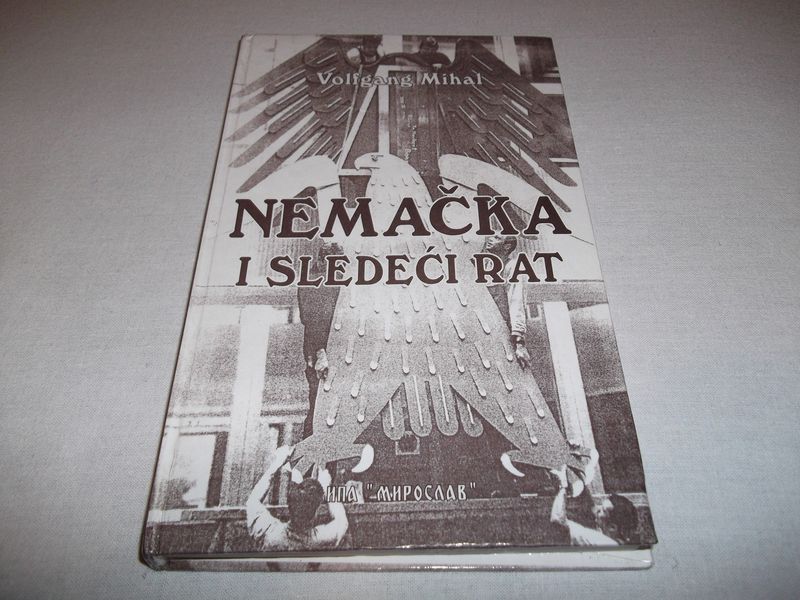 Volfgang Mihal
NEMAČKA
I SLEDEĆI RAT
ИПА "МИРОСЛАВ"